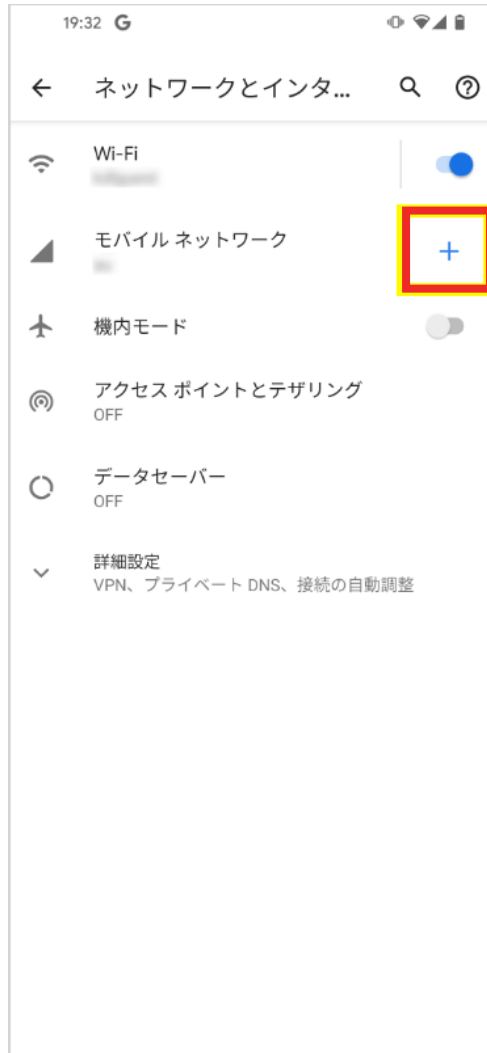 19:32 G
ネットワークとインタ...
Wi-Fi
モバイル ネットワーク
機内モード
アクセス ポイントとテザリング
OFF
データセーバー
OFF
詳細設定
VPN、プライベート DNS、接続の自動調整